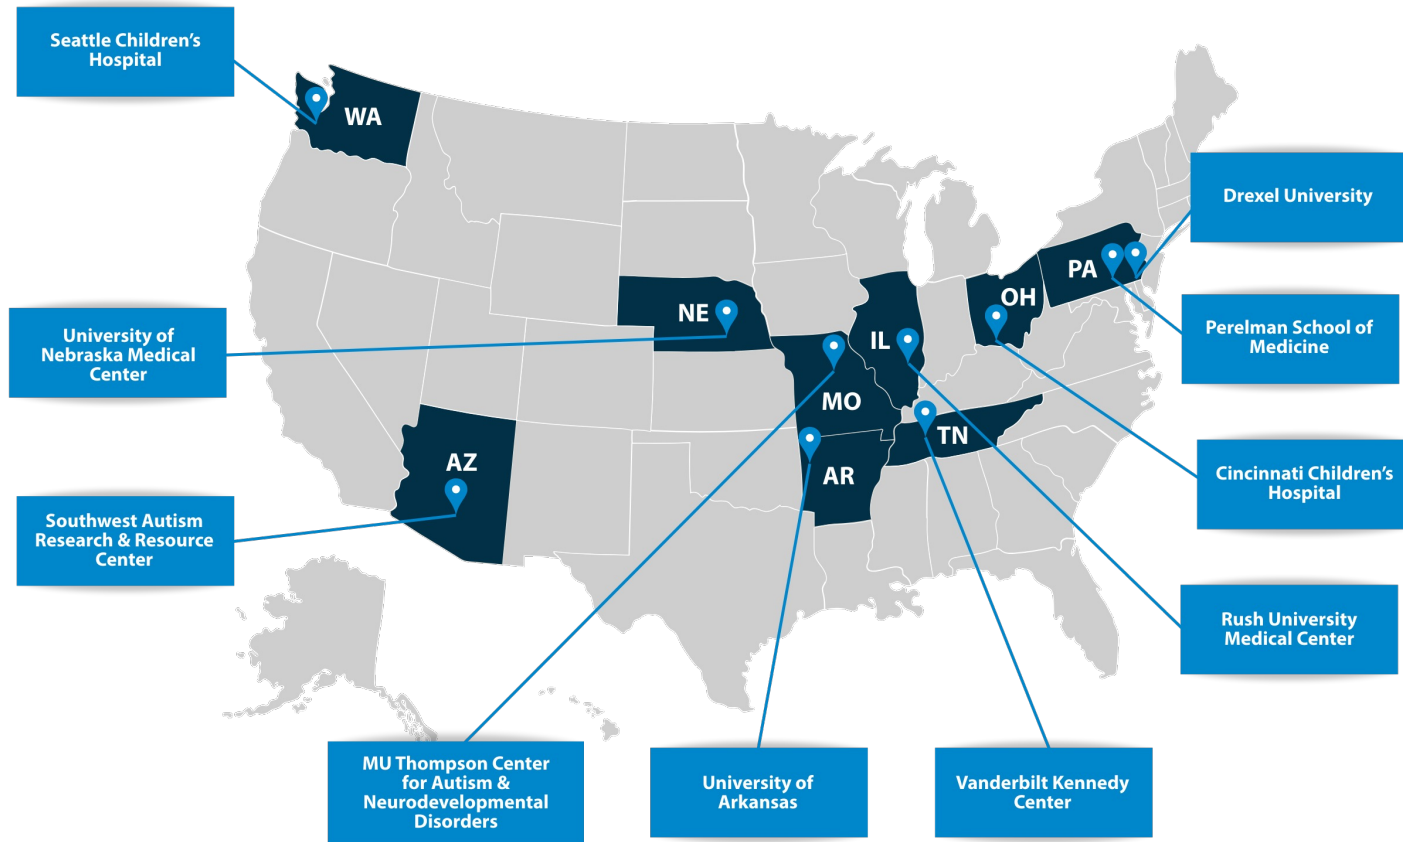 Seattle Children's
Hospital
WA
Drexel University
PA
OH
NE
IL
University of
Nebraska Medical
Center
Perelman School of
Medicine
MO
TN
AZ
AR
Cincinnati Children's
Hospital
Southwest Autism
Research & Resource
Center
Rush University
Medical Center
MU Thompson Center
for Autism &
Neurodevelopmental
Disorders
University of
Arkansas
Vanderbilt Kennedy
Center